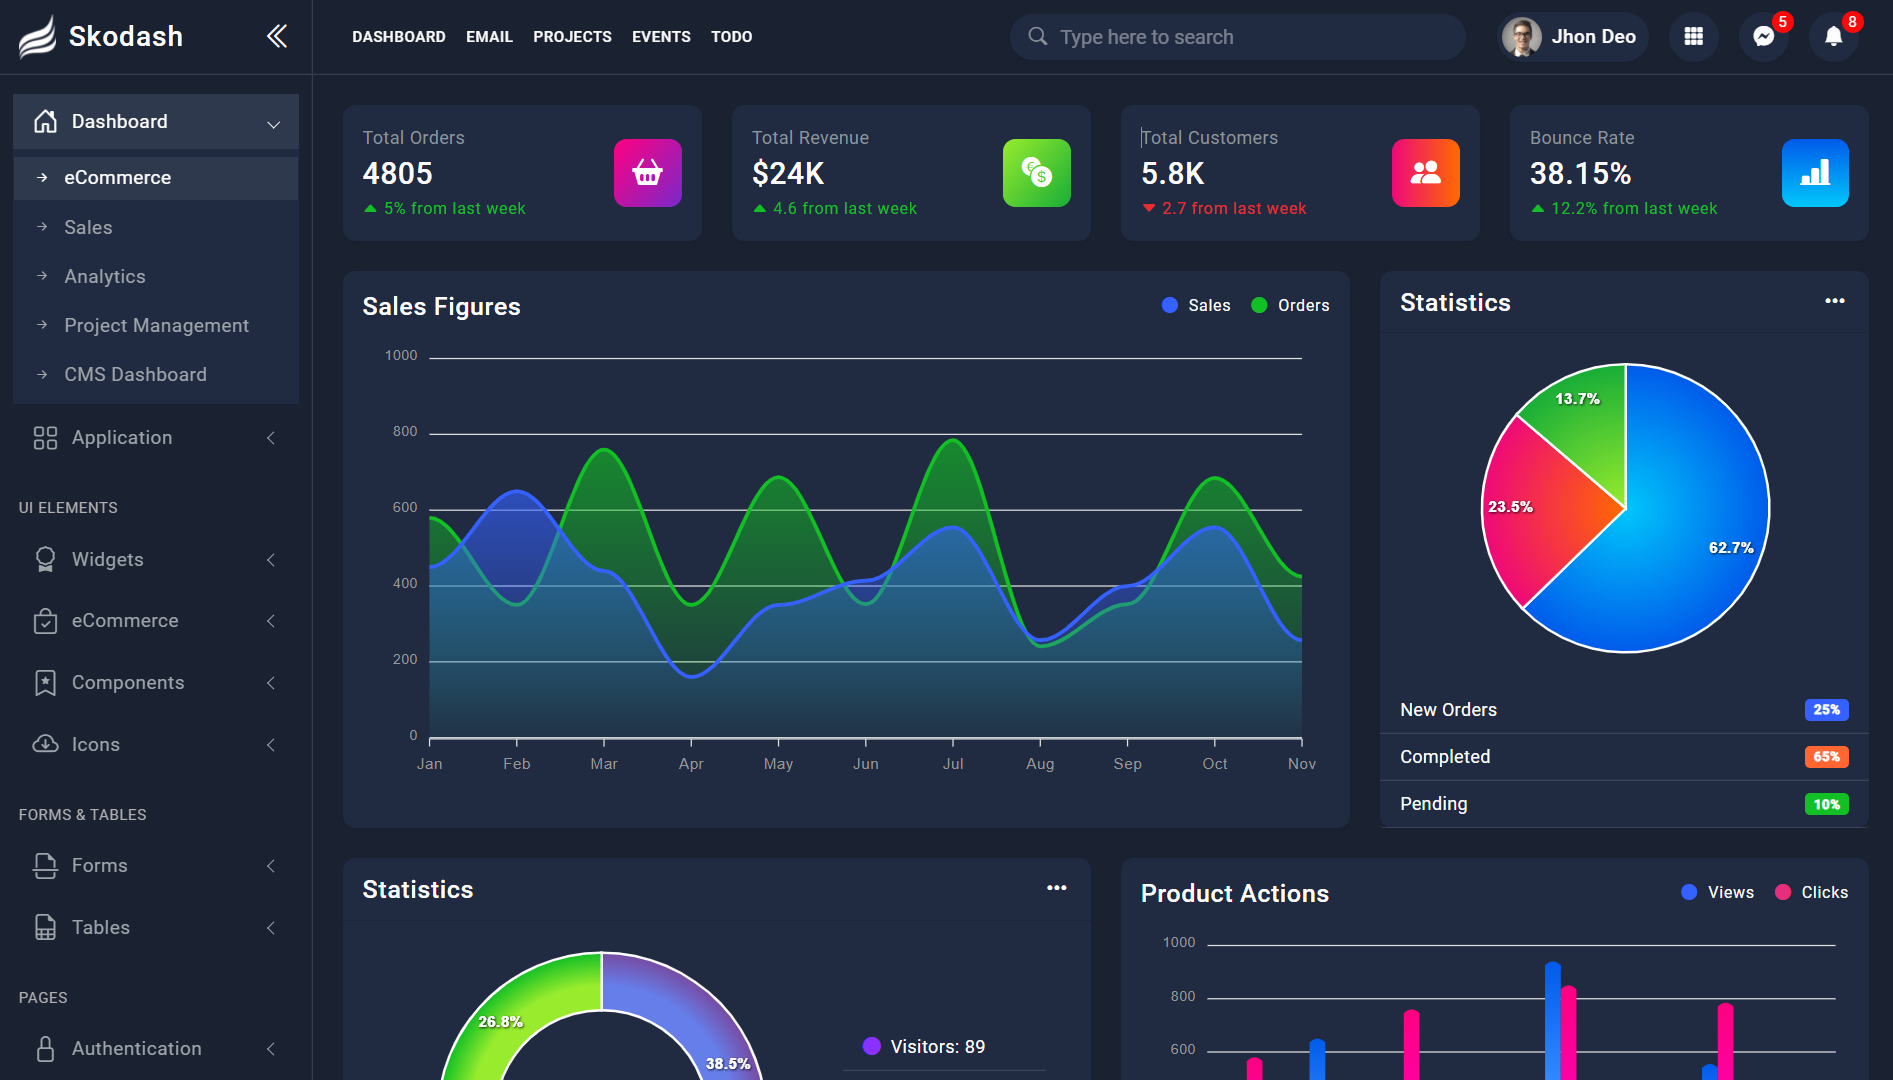 Skodash
DASHBOARD EMAIL PROJECTS EVENTS TODO
Type here to search
Jhon Deo
5
8
Dashboard
eCommerce
Sales
Analytics
Project Management
CMS Dashboard
Application
UI ELEMENTS
Widgets
eCommerce
Components
Icons
FORMS & TABLES
Forms
Tables
PAGES
Authentication
Total Orders
4805
5% from last week
Total Revenue
$24K
4.6 from last week
Total Customers
5.8K
2.7 from last week
Bounce Rate
38.15%
12.2% from last week
Sales Figures
Sales Orders
1000
800
600
400
200
0
Jan Feb Mar Apr May Jun Jul Aug Sep Oct Nov
Statistics
13.7%
23.5%
62.7%
New Orders 25%
Completed 65%
Pending 10%
Statistics
26.8%
38.5%
Visitors: 89
Product Actions
Views Clicks
1000
800
600